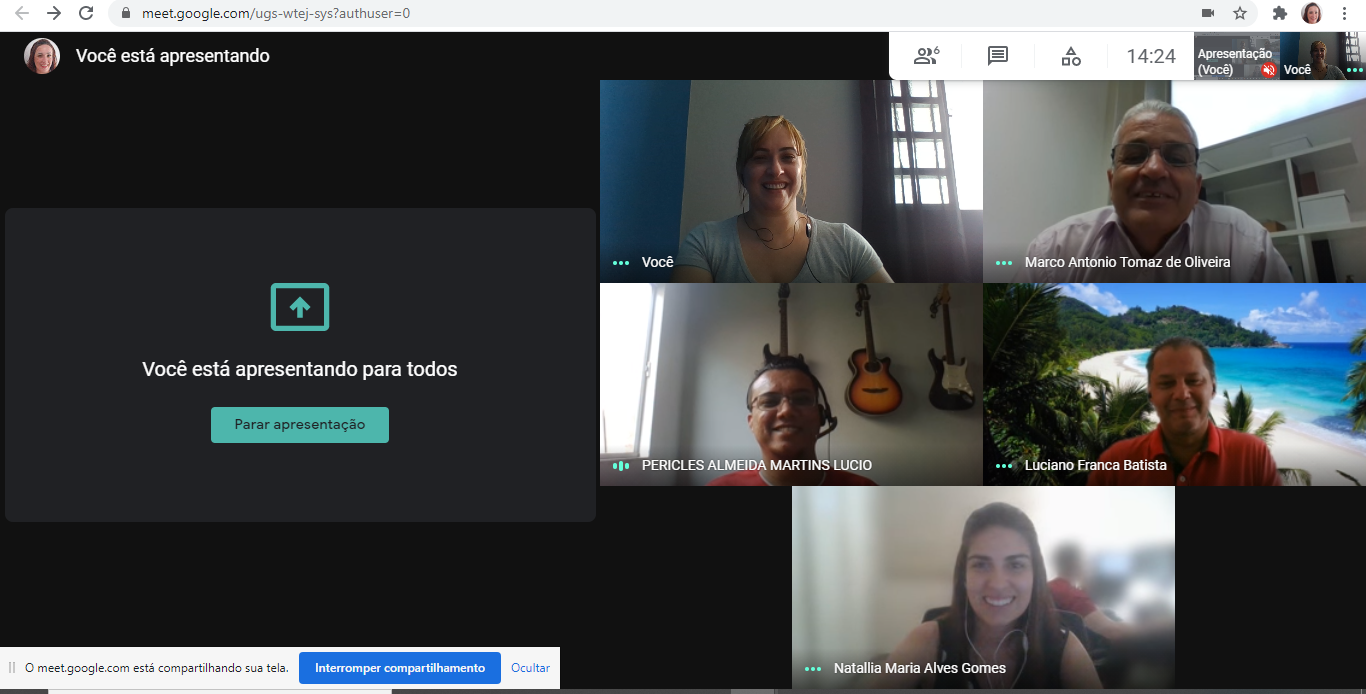 meet.google.com/ugs-wtej-sys?authuser=0
Você está apresentando
6
14:24
Apresentação
(Você)
Você
Você
Marco Antonio Tomaz de Oliveira
Você está apresentando para todos
Parar apresentação
PERICLES ALMEIDA MARTINS LUCIO
Luciano Franca Batista
Natallia Maria Alves Gomes
O meet.google.com está compartilhando sua tela.
Interromper compartilhamento
Ocultar